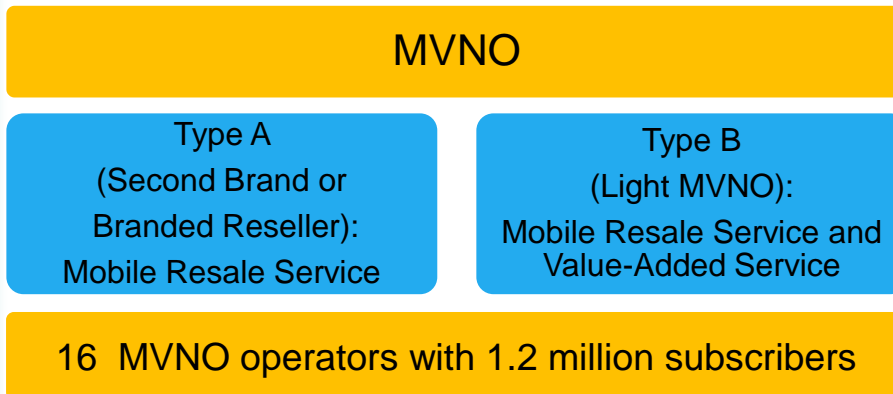 MVNO
Type A
(Second Brand or
Branded Reseller):
Mobile Resale Service
Type B
(Light MVNO):
Mobile Resale Service and
Value-Added Service
16 MVNO operators with 1.2 million subscribers